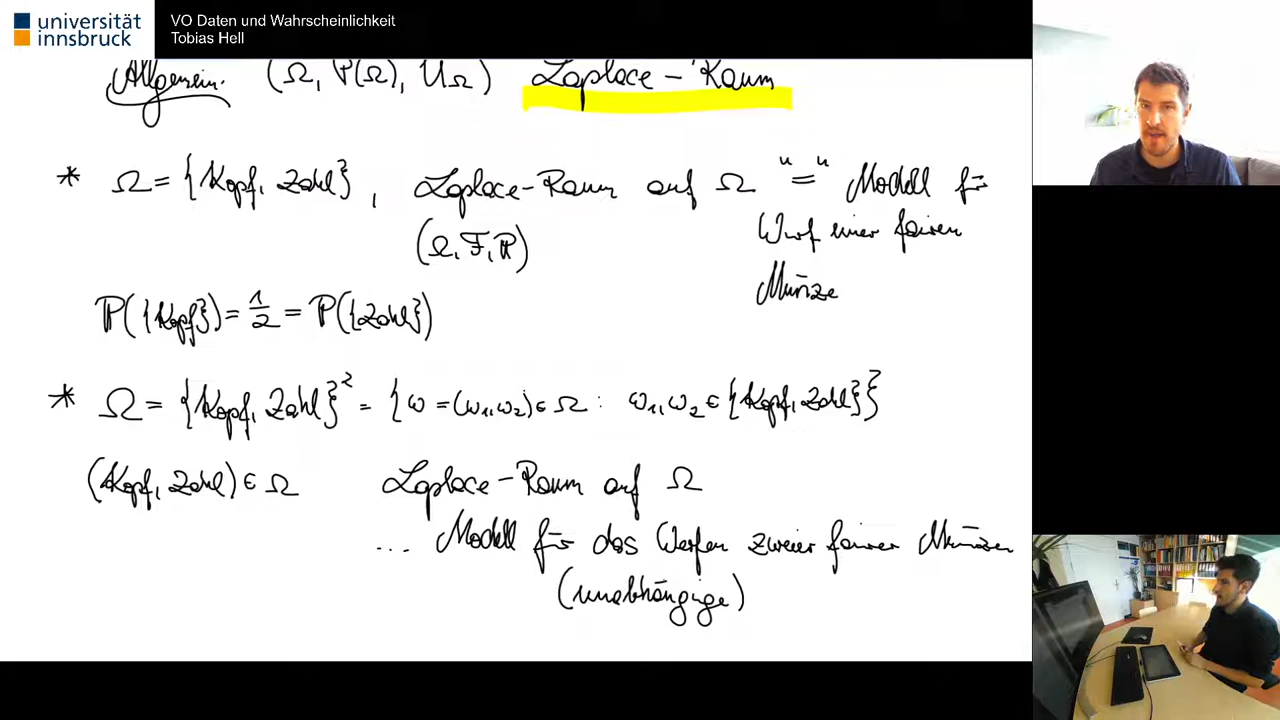 universität
innsbruck
VO Daten und Wahrscheinlichkeit
Tobias Hell
Allgemein: (Ω, P(Ω), UΩ) Laplace-Raum
* Ω = {Kopf, Zahl}, Laplace-Raum auf Ω "=" Modell für
(Ω, F, P) Wurf einer fairen
Münze
P({Kopf}) = 1/2 = P({Zahl})
* Ω = {Kopf, Zahl}² = {ω = (ω₁, ω₂) ∈ Ω : ω₁, ω₂ ∈ {Kopf, Zahl}}
(Kopf, Zahl) ∈ Ω Laplace-Raum auf Ω
... Modell für das Werfen zweier fairer Münzen
(unabhängige)